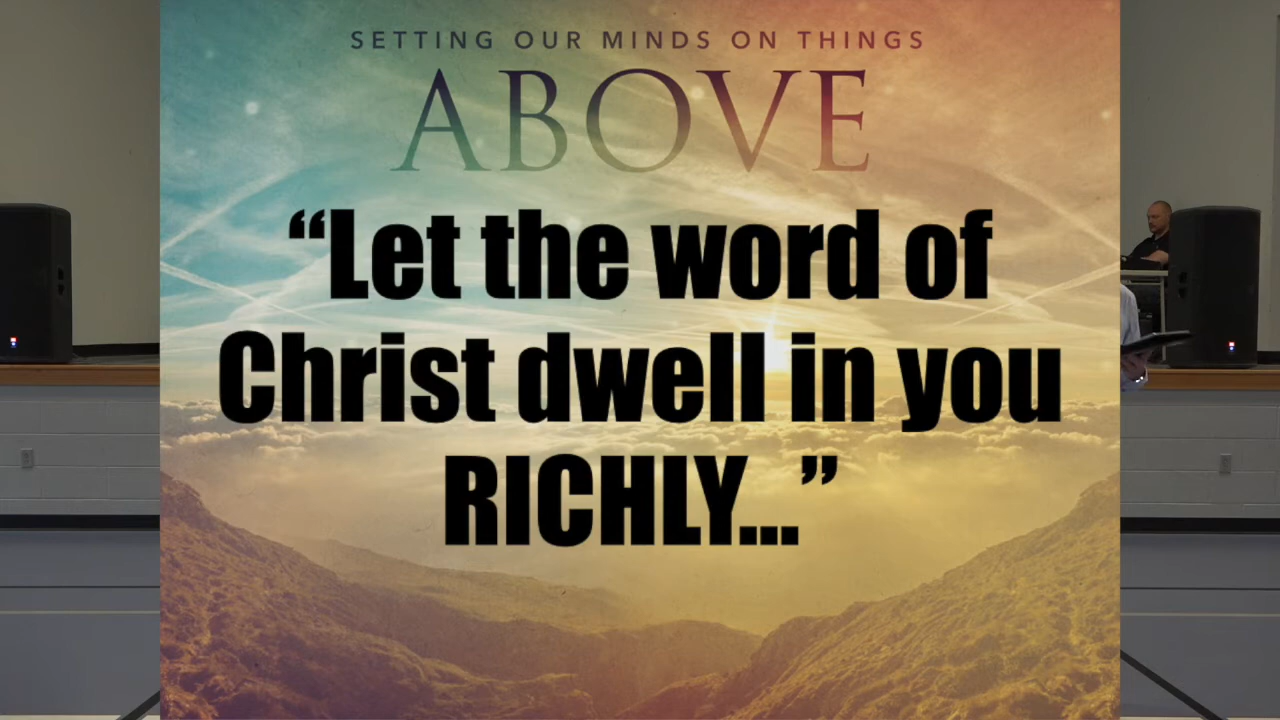 SETTING OUR MINDS ON THINGS
ABOVE
“Let the word of
Christ dwell in you
RICHLY...”